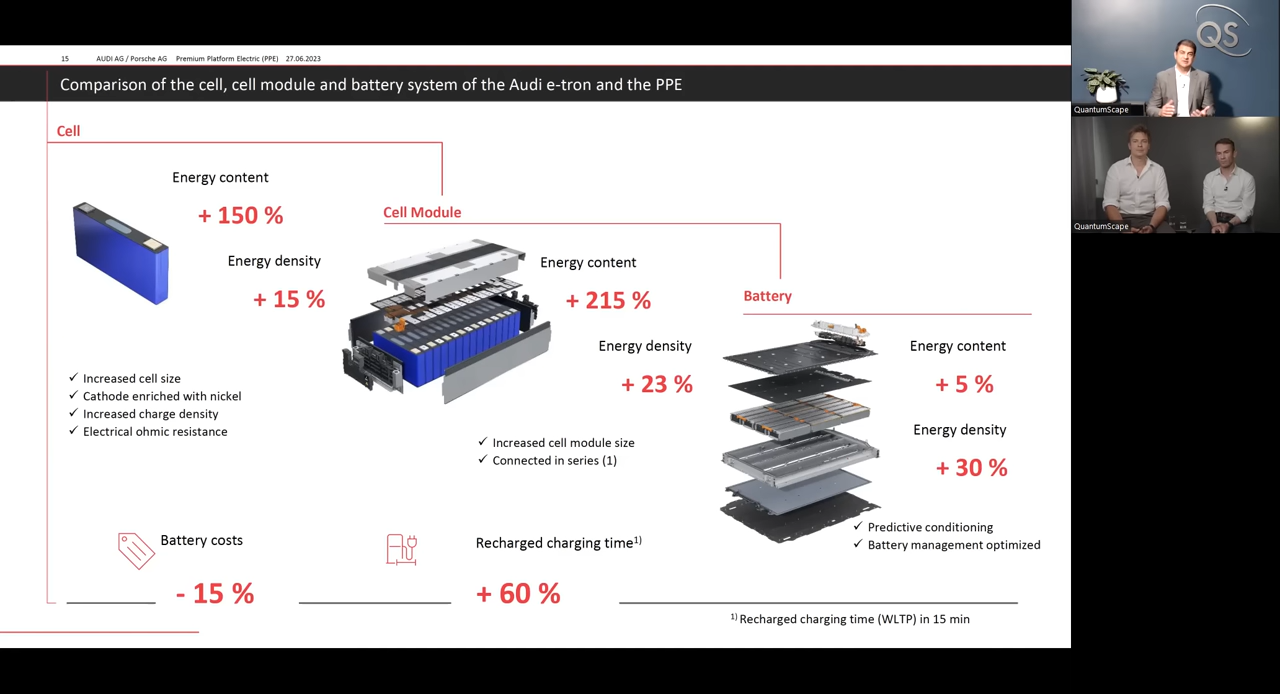 15 AUDI AG / Porsche AG Premium Platform Electric (PPE) 27.06.2023
Comparison of the cell, cell module and battery system of the Audi e-tron and the PPE
Cell
Energy content
+ 150 %
Energy density
+ 15 %
✓ Increased cell size
✓ Cathode enriched with nickel
✓ Increased charge density
✓ Electrical ohmic resistance
Cell Module
Energy content
+ 215 %
Energy density
+ 23 %
✓ Increased cell module size
✓ Connected in series (1)
Battery
Energy content
+ 5 %
Energy density
+ 30 %
✓ Predictive conditioning
✓ Battery management optimized
Battery costs
- 15 %
Recharged charging time¹⁾
+ 60 %
¹⁾ Recharged charging time (WLTP) in 15 min
QS
QuantumScape
QuantumScape